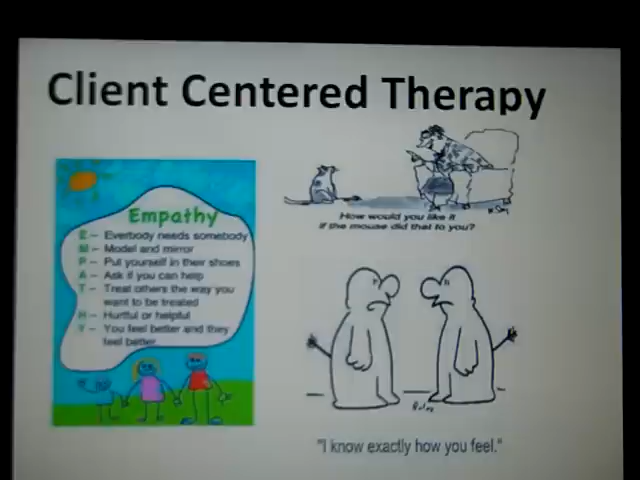 Client Centered Therapy
Empathy
E – Everbody needs somebody
M – Model and mirror
P – Put yourself in their shoes
A – Ask if you can help
T – Treat others the way you
want to be treated
H – Hurtful or helpful
Y – You feel better and they
feel better
How would you like it
if the mouse did that to you?
"I know exactly how you feel."